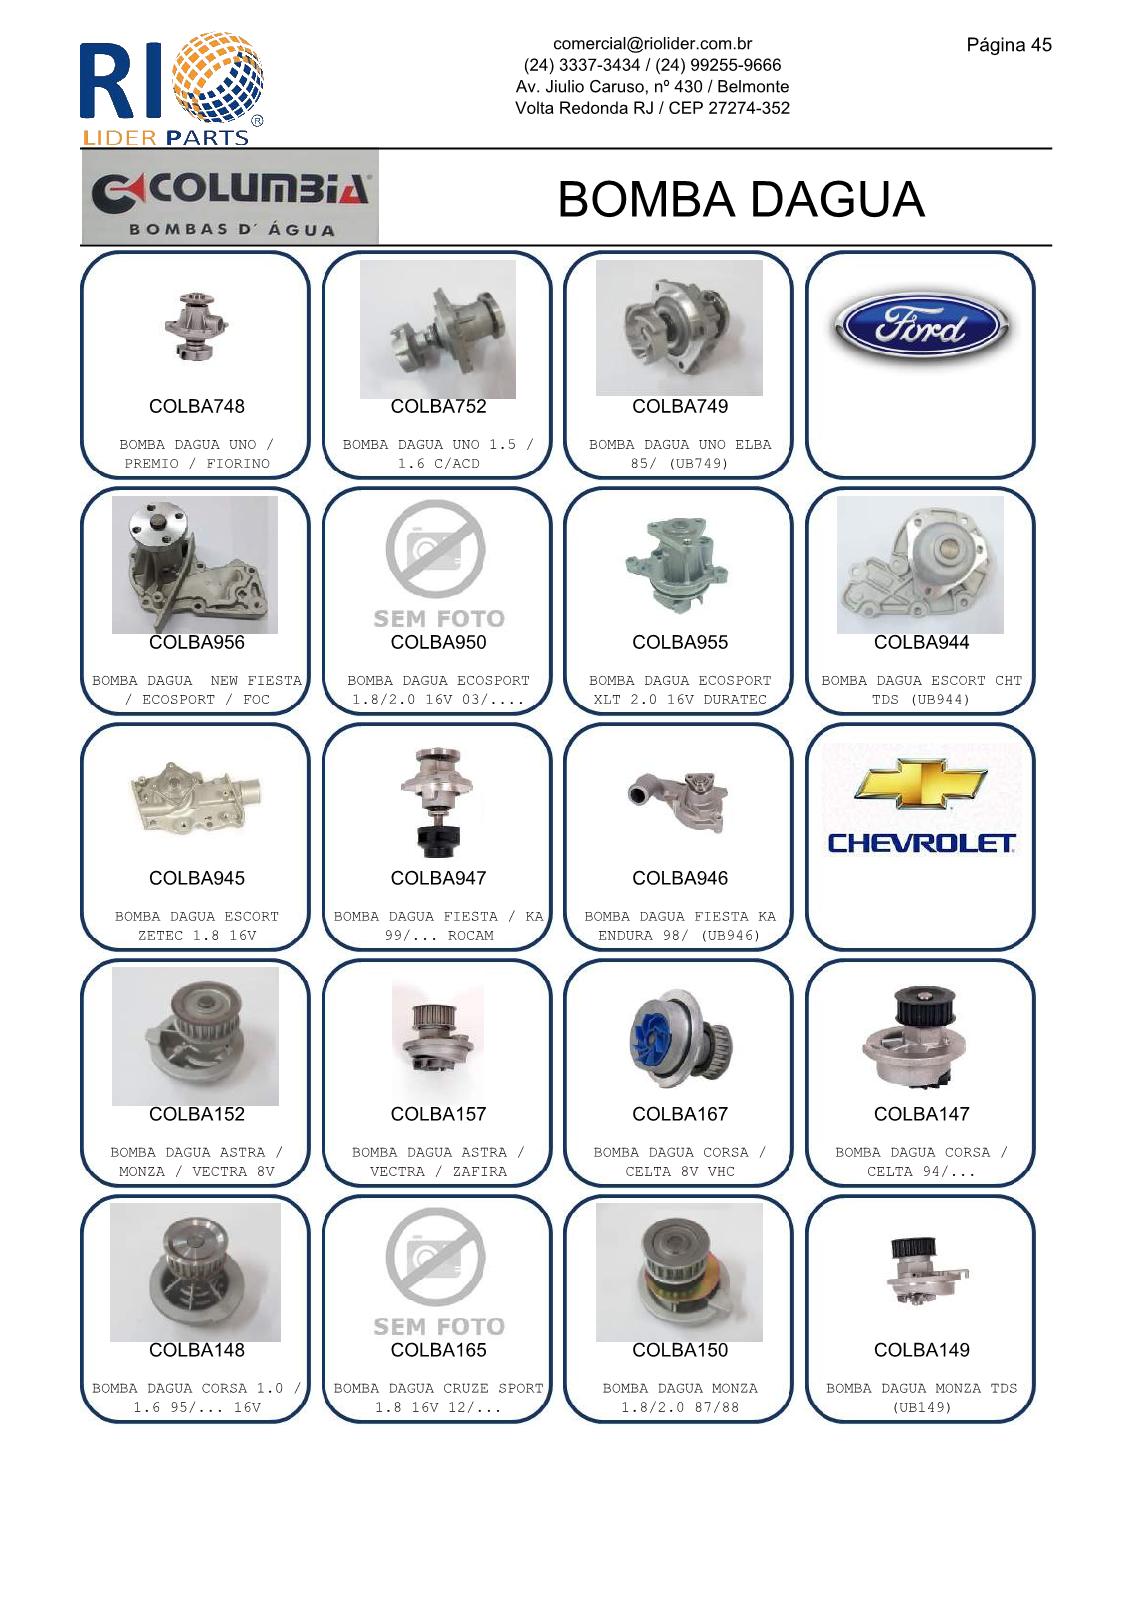 RIO
LIDER PARTS
®
comercial@riolider.com.br
(24) 3337-3434 / (24) 99255-9666
Av. Jiulio Caruso, nº 430 / Belmonte
Volta Redonda RJ / CEP 27274-352
Página 45
COLUMBIA
BOMBAS D´ ÁGUA
BOMBA DAGUA
COLBA748
BOMBA DAGUA UNO /
PREMIO / FIORINO
COLBA752
BOMBA DAGUA UNO 1.5 /
1.6 C/ACD
COLBA749
BOMBA DAGUA UNO ELBA
85/ (UB749)
Ford
COLBA956
BOMBA DAGUA  NEW FIESTA
/ ECOSPORT / FOC
SEM FOTO
COLBA950
BOMBA DAGUA ECOSPORT
1.8/2.0 16V 03/....
COLBA955
BOMBA DAGUA ECOSPORT
XLT 2.0 16V DURATEC
COLBA944
BOMBA DAGUA ESCORT CHT
TDS (UB944)
COLBA945
BOMBA DAGUA ESCORT
ZETEC 1.8 16V
COLBA947
BOMBA DAGUA FIESTA / KA
99/... ROCAM
COLBA946
BOMBA DAGUA FIESTA KA
ENDURA 98/ (UB946)
CHEVROLET
COLBA152
BOMBA DAGUA ASTRA /
MONZA / VECTRA 8V
COLBA157
BOMBA DAGUA ASTRA /
VECTRA / ZAFIRA
COLBA167
BOMBA DAGUA CORSA /
CELTA 8V VHC
COLBA147
BOMBA DAGUA CORSA /
CELTA 94/...
COLBA148
BOMBA DAGUA CORSA 1.0 /
1.6 95/... 16V
SEM FOTO
COLBA165
BOMBA DAGUA CRUZE SPORT
1.8 16V 12/...
COLBA150
BOMBA DAGUA MONZA
1.8/2.0 87/88
COLBA149
BOMBA DAGUA MONZA TDS
(UB149)